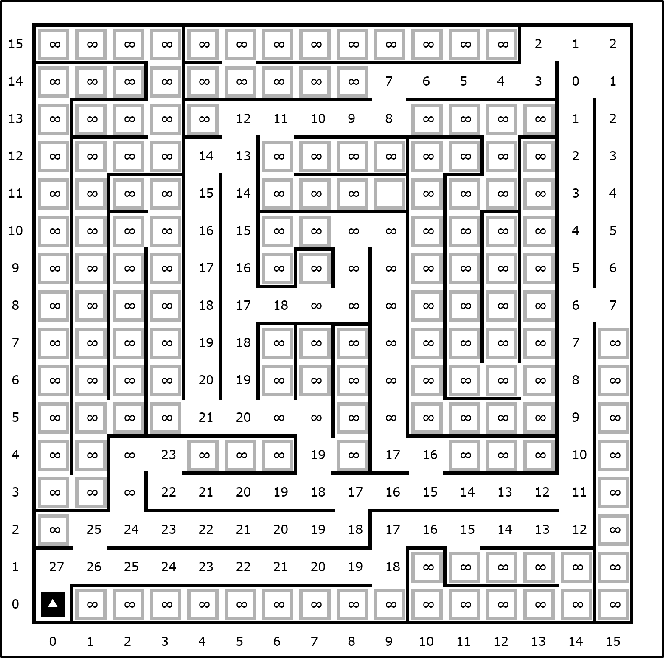 15 ∞ ∞ ∞ ∞ ∞ ∞ ∞ ∞ ∞ ∞ ∞ ∞ ∞ 2 1 2
14 ∞ ∞ ∞ ∞ ∞ ∞ ∞ ∞ ∞ 7 6 5 4 3 0 1
13 ∞ ∞ ∞ ∞ ∞ 12 11 10 9 8 ∞ ∞ ∞ ∞ 1 2
12 ∞ ∞ ∞ ∞ 14 13 ∞ ∞ ∞ ∞ ∞ ∞ ∞ ∞ 2 3
11 ∞ ∞ ∞ ∞ 15 14 ∞ ∞ ∞ ∞ ∞ ∞ ∞ 3 4
10 ∞ ∞ ∞ ∞ 16 15 ∞ ∞ ∞ ∞ ∞ ∞ ∞ ∞ 4 5
9 ∞ ∞ ∞ ∞ 17 16 ∞ ∞ ∞ ∞ ∞ ∞ ∞ ∞ 5 6
8 ∞ ∞ ∞ ∞ 18 17 18 ∞ ∞ ∞ ∞ ∞ ∞ ∞ 6 7
7 ∞ ∞ ∞ ∞ 19 18 ∞ ∞ ∞ ∞ ∞ ∞ ∞ ∞ 7 ∞
6 ∞ ∞ ∞ ∞ 20 19 ∞ ∞ ∞ ∞ ∞ ∞ ∞ ∞ 8 ∞
5 ∞ ∞ ∞ ∞ 21 20 ∞ ∞ ∞ ∞ ∞ ∞ ∞ ∞ 9 ∞
4 ∞ ∞ ∞ 23 ∞ ∞ ∞ 19 ∞ 17 16 ∞ ∞ ∞ 10 ∞
3 ∞ ∞ ∞ 22 21 20 19 18 17 16 15 14 13 12 11 ∞
2 ∞ 25 24 23 22 21 20 19 18 17 16 15 14 13 12 ∞
1 27 26 25 24 23 22 21 20 19 18 ∞ ∞ ∞ ∞ ∞ ∞
0 ∞ ∞ ∞ ∞ ∞ ∞ ∞ ∞ ∞ ∞ ∞ ∞ ∞ ∞ ∞
0 1 2 3 4 5 6 7 8 9 10 11 12 13 14 15